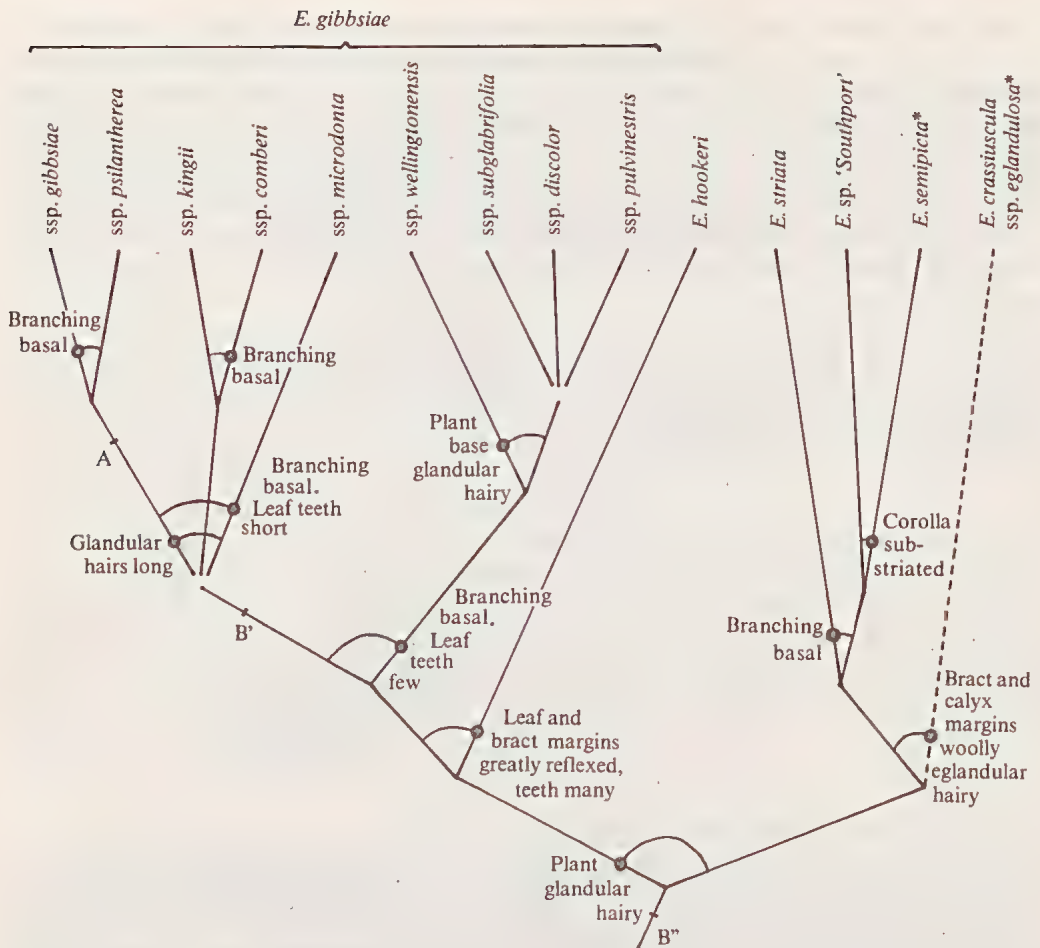 E. gibbsiae
ssp. gibbsiae
ssp. psilantherea
ssp. kingii
ssp. comberi
ssp. microdonta
ssp. wellingtonensis
ssp. subglabrifolia
ssp. discolor
ssp. pulvinestris
E. hookeri
E. striata
E. sp. 'Southport'
E. semipicta*
E. crassiuscula
ssp. eglandulosa*
Branching
basal
Branching
basal
A
Branching
basal.
Leaf teeth
short
Glandular
hairs long
Plant
base
glandular
hairy
B'
Branching
basal.
Leaf
teeth
few
Leaf and
bract margins
greatly reflexed,
teeth many
Corolla
sub-
striated
Branching
basal
Bract and
calyx
margins
woolly
eglandular
hairy
Plant
glandular
hairy
B"